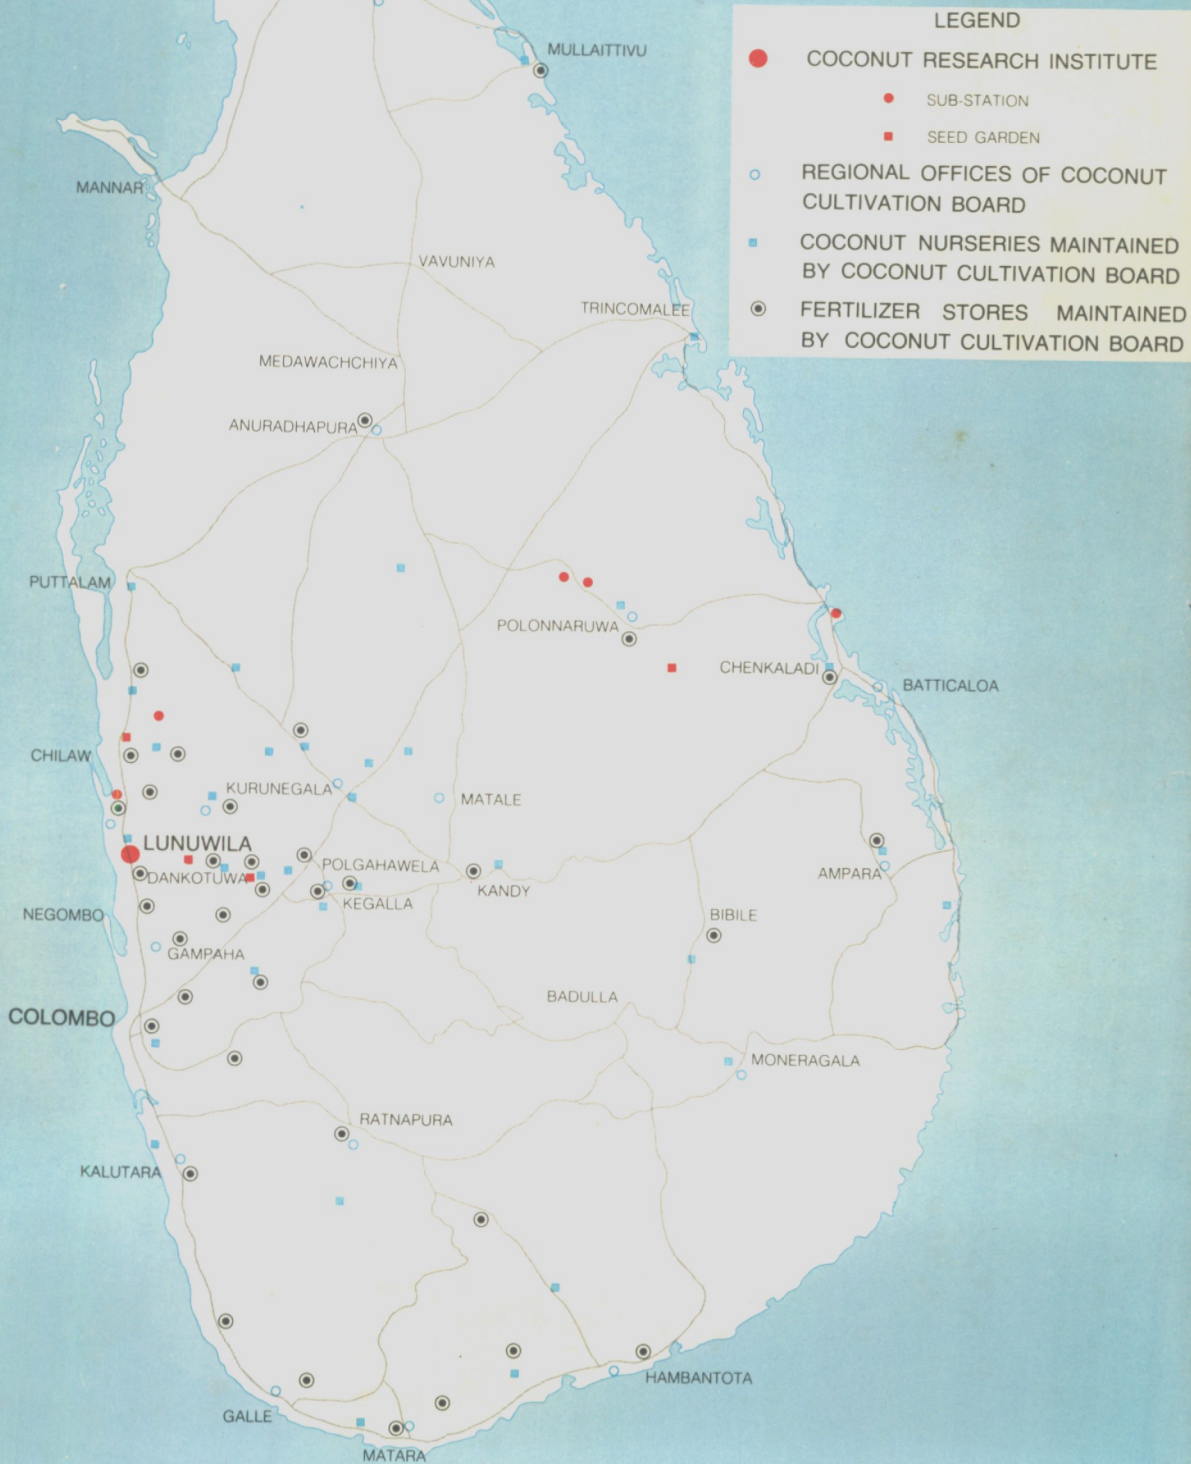 LEGEND
COCONUT RESEARCH INSTITUTE
SUB-STATION
SEED GARDEN
REGIONAL OFFICES OF COCONUT
CULTIVATION BOARD
COCONUT NURSERIES MAINTAINED
BY COCONUT CULTIVATION BOARD
FERTILIZER STORES MAINTAINED
BY COCONUT CULTIVATION BOARD
MULLAITTIVU
MANNAR
VAVUNIYA
TRINCOMALEE
MEDAWACHCHIYA
ANURADHAPURA
PUTTALAM
POLONNARUWA
CHENKALADI
BATTICALOA
CHILAW
KURUNEGALA
MATALE
LUNUWILA
POLGAHAWELA
DANKOTUWA
KANDY
AMPARA
KEGALLA
NEGOMBO
BIBILE
GAMPAHA
BADULLA
COLOMBO
MONERAGALA
RATNAPURA
KALUTARA
HAMBANTOTA
GALLE
MATARA